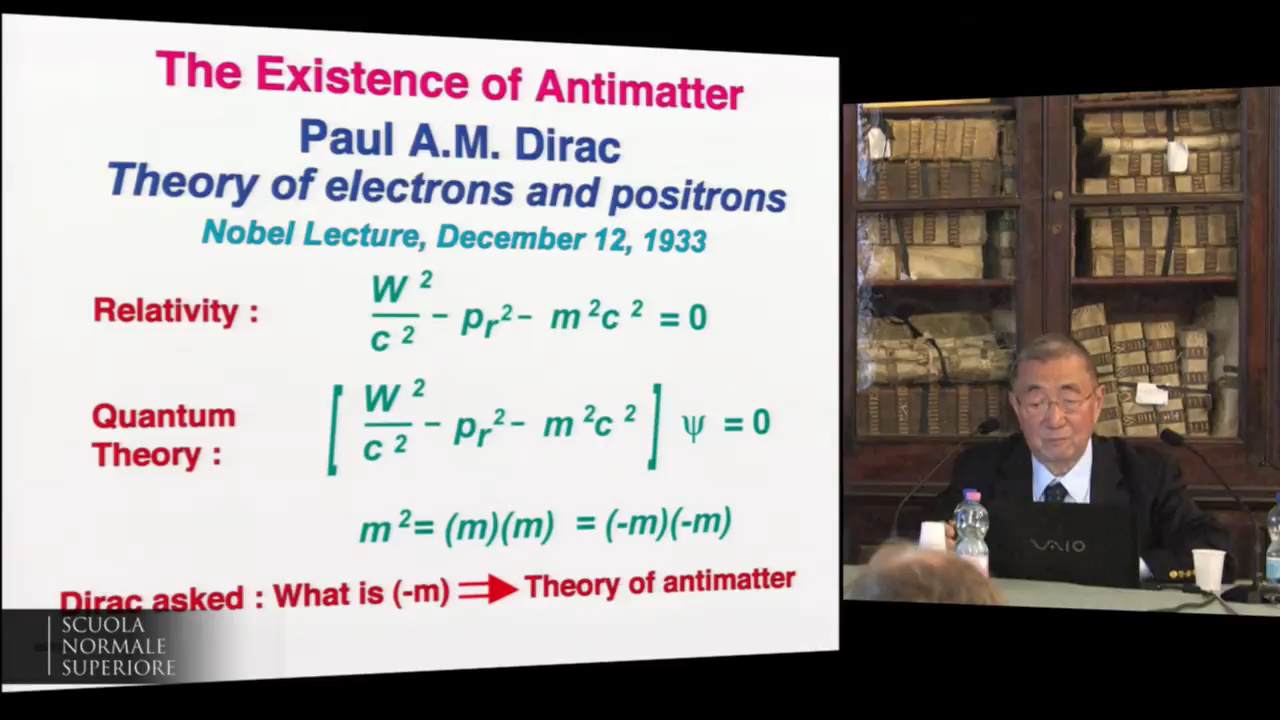 The Existence of Antimatter
Paul A.M. Dirac
Theory of electrons and positrons
Nobel Lecture, December 12, 1933
Relativity : W²/c² − pᵣ² − m²c² = 0
Quantum Theory : [ W²/c² − pᵣ² − m²c² ] ψ = 0
m² = (m)(m) = (-m)(-m)
Dirac asked : What is (-m) ⇒ Theory of antimatter
SCUOLA
NORMALE
SUPERIORE
VAIO